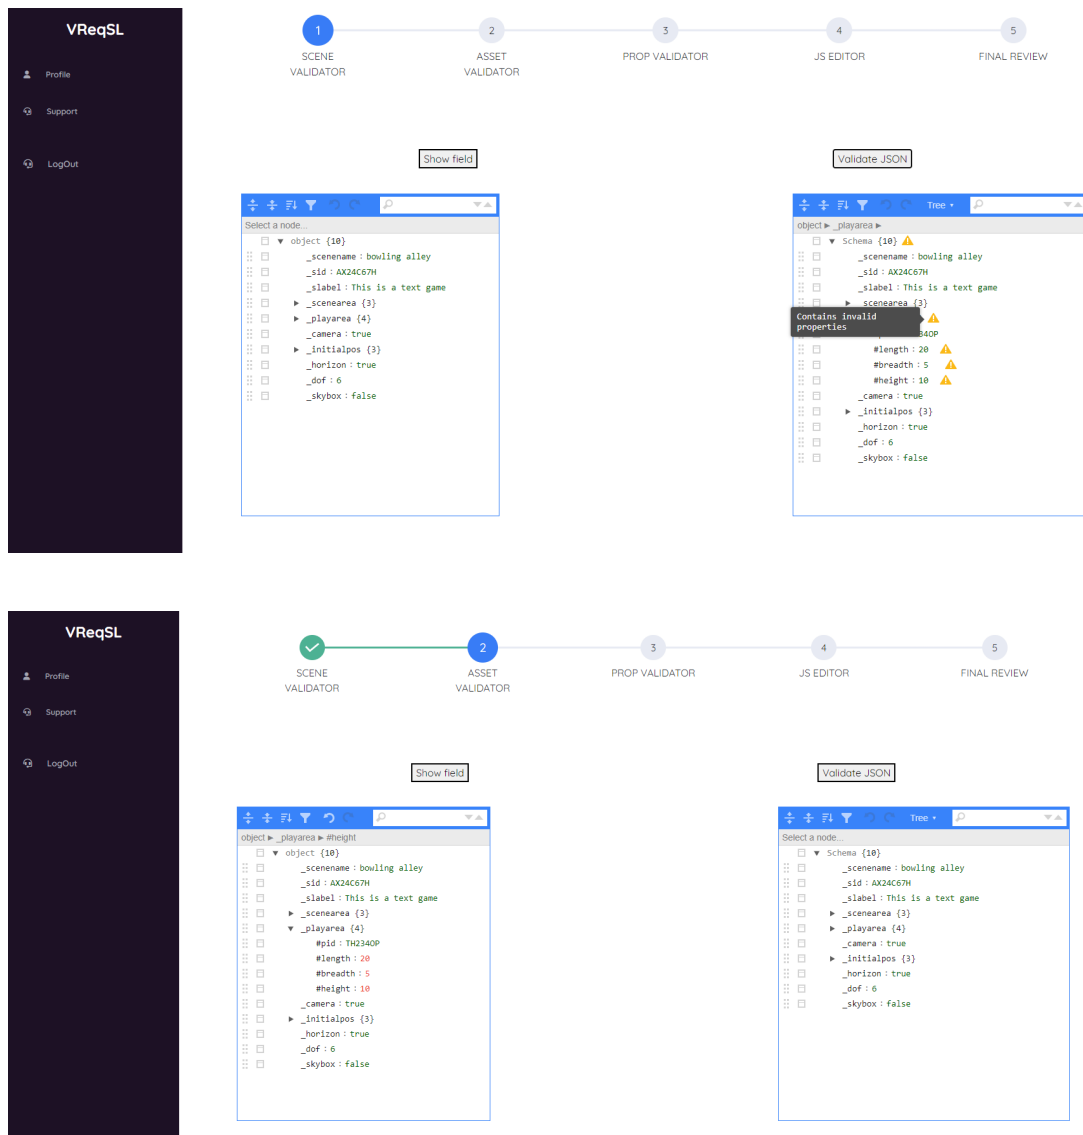 VReqSL
Profile
Support
LogOut
1
2
3
4
5
SCENE
VALIDATOR
ASSET
VALIDATOR
PROP VALIDATOR
JS EDITOR
FINAL REVIEW
Show field
Validate JSON
Select a node...
object {10}
_scenename : bowling alley
_sid : AX24C67H
_slabel : This is a text game
_scenearea {3}
_playarea {4}
_camera : true
_initialpos {3}
_horizon : true
_dof : 6
_skybox : false
Tree
object ► _playarea ►
Schema {10}
_scenename : bowling alley
_sid : AX24C67H
_slabel : This is a text game
_scenearea {3}
Contains invalid
properties
34OP
#length : 20
#breadth : 5
#height : 10
_camera : true
_initialpos {3}
_horizon : true
_dof : 6
_skybox : false
VReqSL
Profile
Support
LogOut
2
3
4
5
SCENE
VALIDATOR
ASSET
VALIDATOR
PROP VALIDATOR
JS EDITOR
FINAL REVIEW
Show field
Validate JSON
object ► _playarea ► #height
object {10}
_scenename : bowling alley
_sid : AX24C67H
_slabel : This is a text game
_scenearea {3}
_playarea {4}
#pid : TH234OP
#length : 20
#breadth : 5
#height : 10
_camera : true
_initialpos {3}
_horizon : true
_dof : 6
_skybox : false
Tree
Select a node...
Schema {10}
_scenename : bowling alley
_sid : AX24C67H
_slabel : This is a text game
_scenearea {3}
_playarea {4}
_camera : true
_initialpos {3}
_horizon : true
_dof : 6
_skybox : false